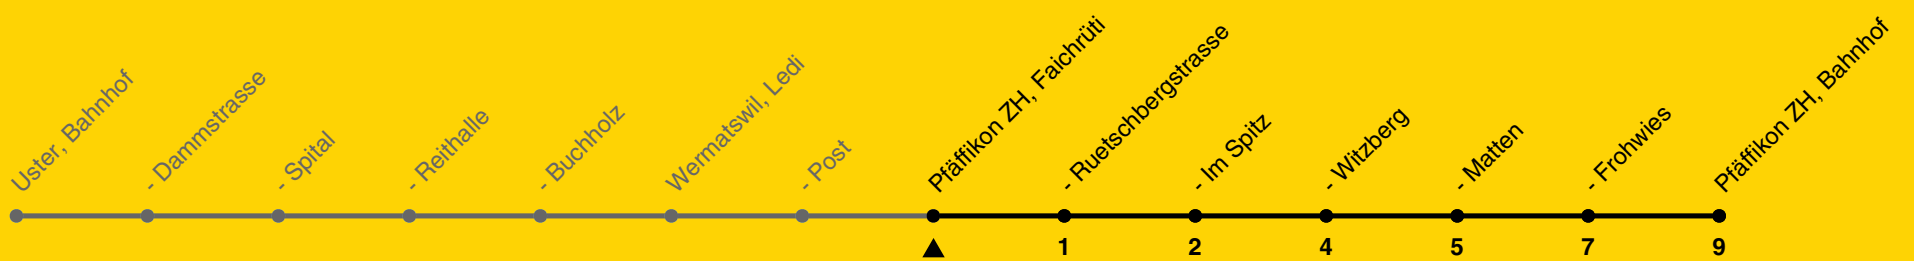 Uster, Bahnhof
- Dammstrasse
- Spital
- Reithalle
- Buchholz
Wermatswil, Ledi
- Post
Pfäffikon ZH, Faichrüti
- Ruetschbergstrasse
- Im Spitz
- Witzberg
- Matten
- Frohwies
Pfäffikon ZH, Bahnhof
1 2 4 5 7 9